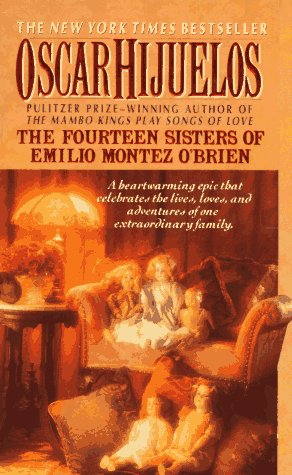 THE NEW YORK TIMES BESTSELLER
OSCAR HIJUELOS
PULITZER PRIZE–WINNING AUTHOR OF
THE MAMBO KINGS PLAY SONGS OF LOVE
THE FOURTEEN SISTERS OF
EMILIO MONTEZ O'BRIEN
A heartwarming epic that
celebrates the lives, loves, and
adventures of one
extraordinary family.